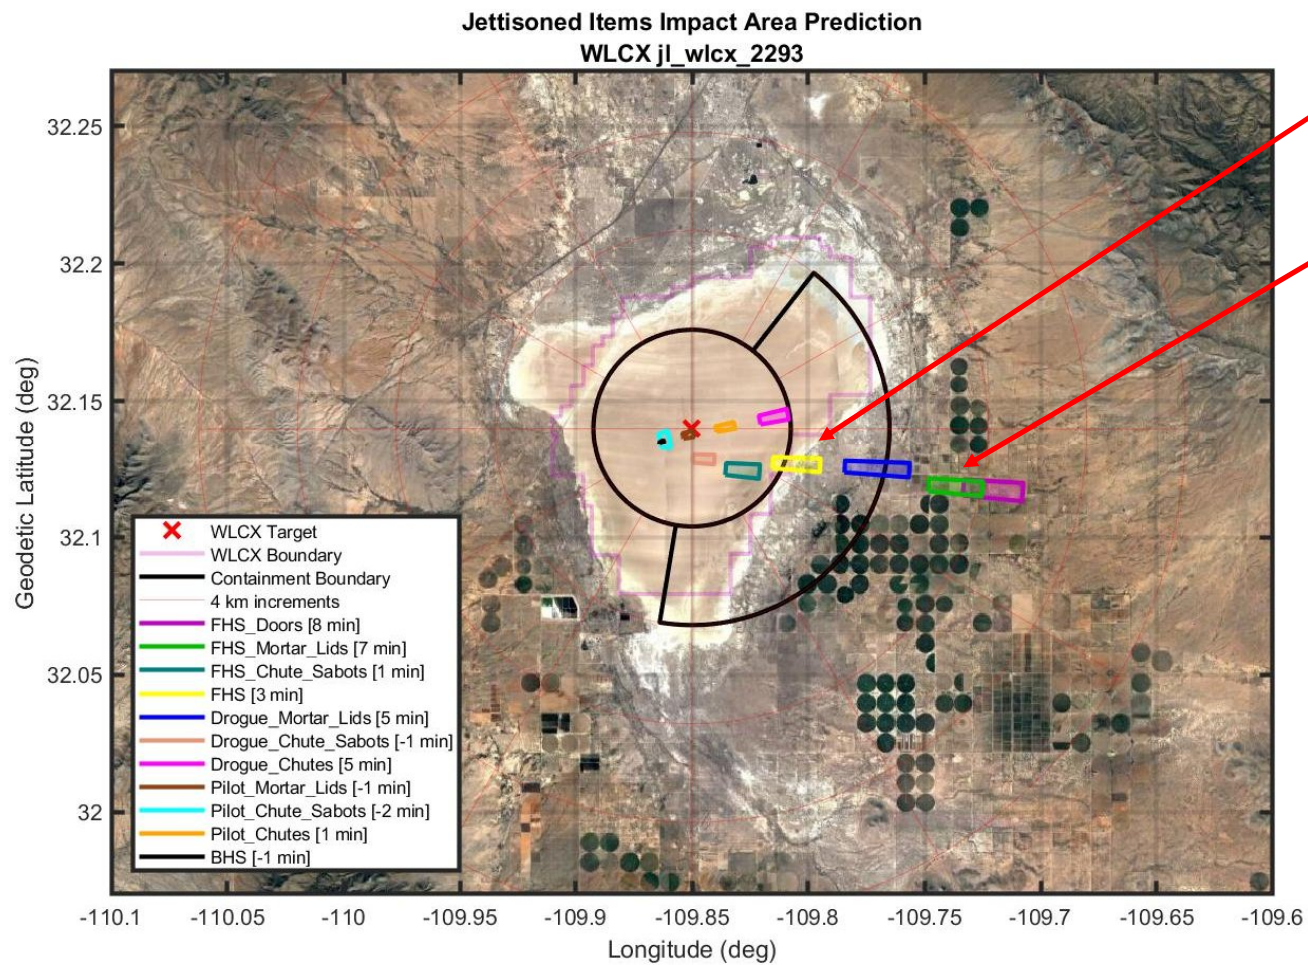 Jettisoned Items Impact Area Prediction
WLCX jl_wlcx_2293
Geodetic Latitude (deg)
32.25
32.2
32.15
32.1
32.05
32
WLCX Target
WLCX Boundary
Containment Boundary
4 km increments
FHS_Doors [8 min]
FHS_Mortar_Lids [7 min]
FHS_Chute_Sabots [1 min]
FHS [3 min]
Drogue_Mortar_Lids [5 min]
Drogue_Chute_Sabots [-1 min]
Drogue_Chutes [5 min]
Pilot_Mortar_Lids [-1 min]
Pilot_Chute_Sabots [-2 min]
Pilot_Chutes [1 min]
BHS [-1 min]
-110.1 -110.05 -110 -109.95 -109.9 -109.85 -109.8 -109.75 -109.7 -109.65 -109.6
Longitude (deg)